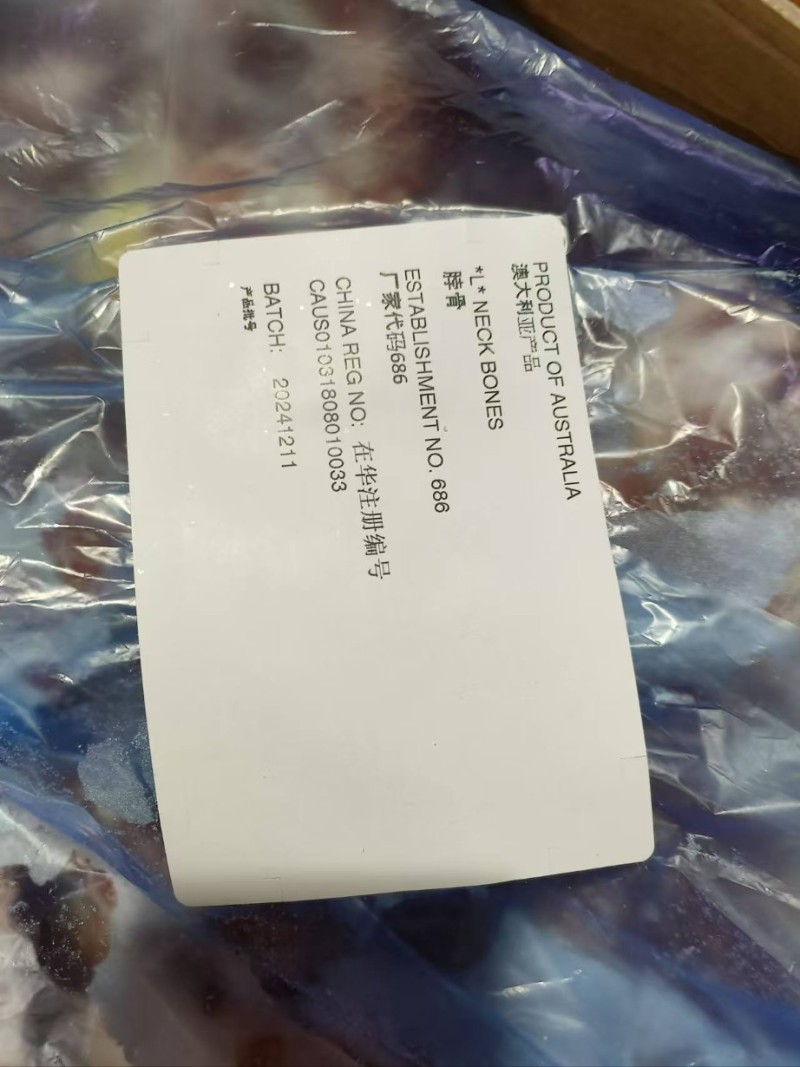 PRODUCT OF AUSTRALIA
澳大利亚产品
*L* NECK BONES
脖骨
ESTABLISHMENT NO. 686
厂家代码686
CHINA REG NO: 在华注册编号
CAUS01031808010033
BATCH: 20241211
产品批号